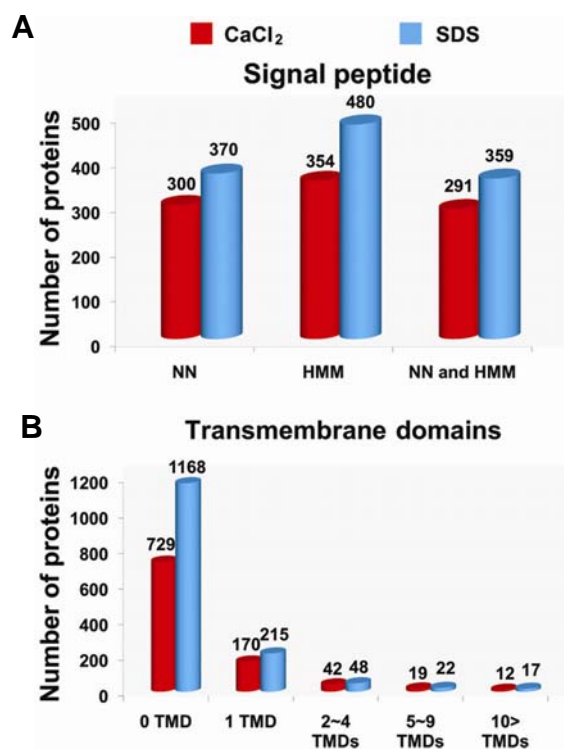 A
CaCl₂ SDS
Signal peptide
Number of proteins
500
400
300
200
100
0
300 370
354 480
291 359
NN HMM NN and HMM
B
Transmembrane domains
Number of proteins
1200
1000
800
600
400
200
0
729 1168
170 215
42 48
19 22
12 17
0 TMD 1 TMD 2~4 TMDs 5~9 TMDs 10> TMDs